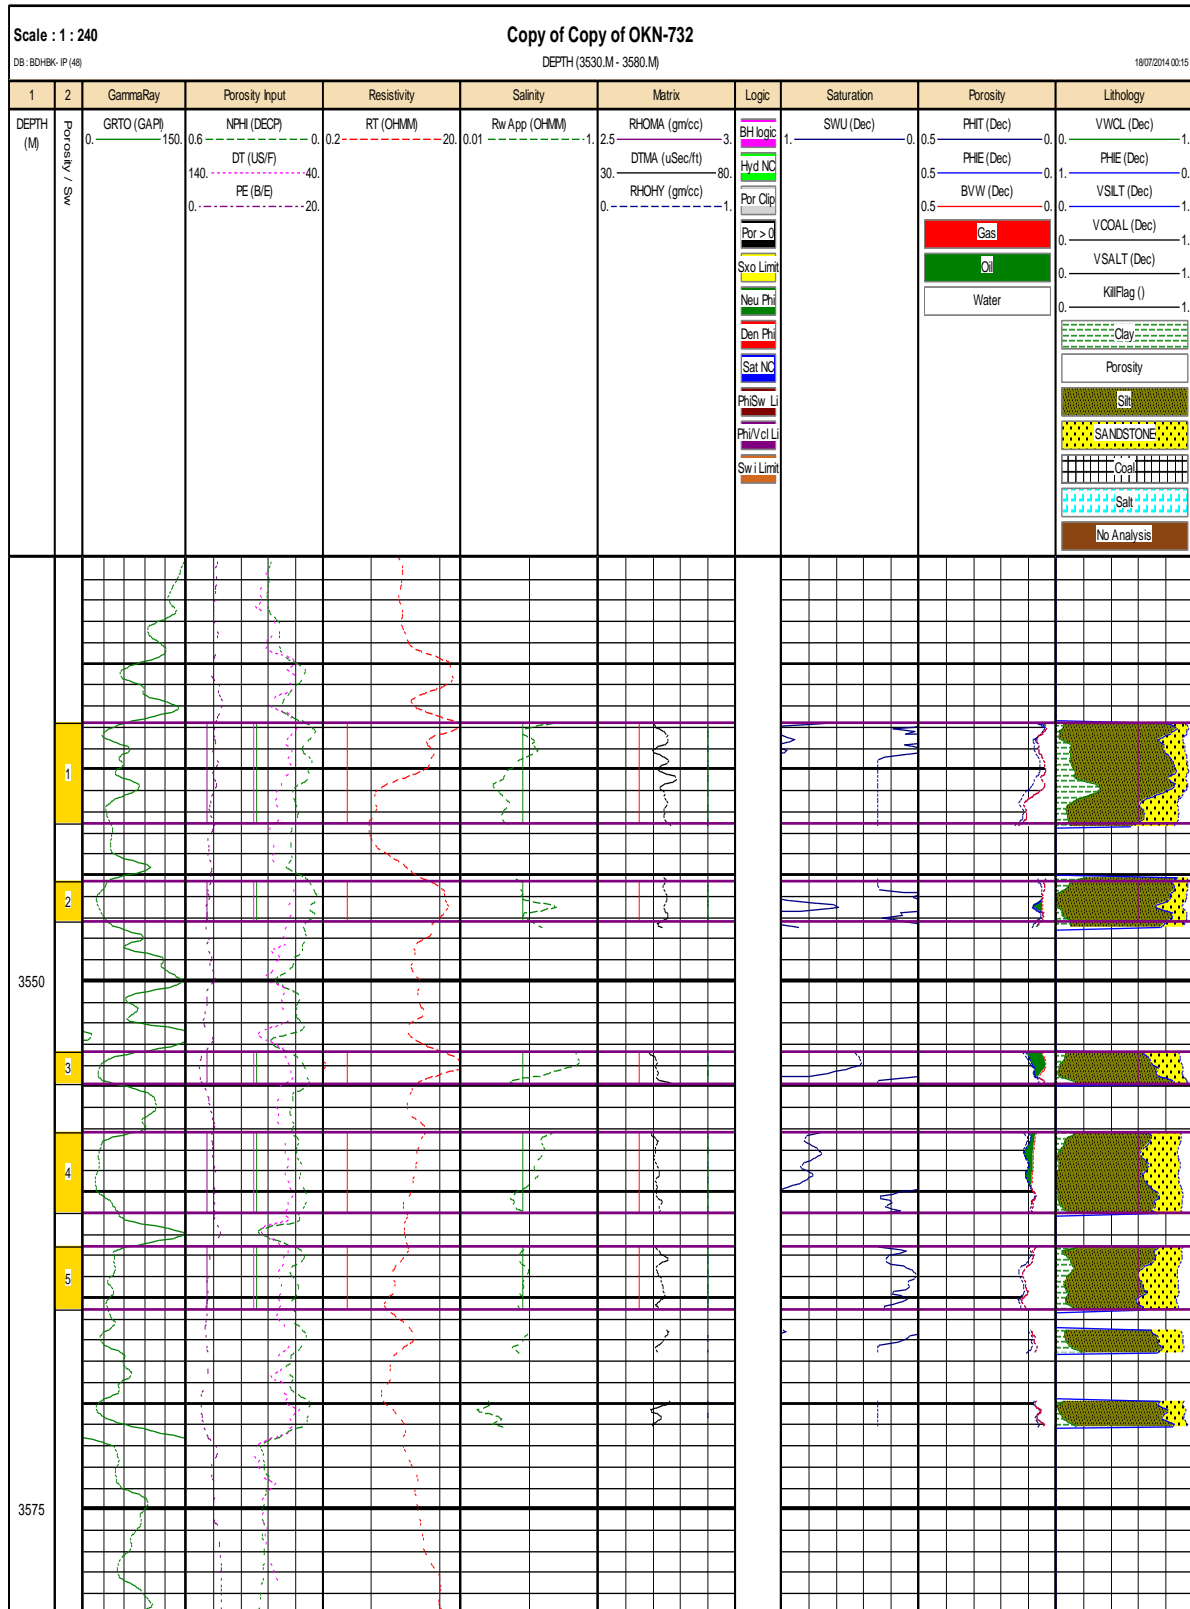 Scale : 1 : 240
Copy of Copy of OKN-732
DB : BDHBK- IP (48)
DEPTH (3530.M - 3580.M)
18/07/2014 00:15
1 2 GammaRay Porosity Input Resistivity Salinity Matrix Logic Saturation Porosity Lithology
DEPTH (M)
Porosity / Sw
GRTO (GAPI)
0. 150.
NPHI (DECP)
0.6 0.
DT (US/F)
140. 40.
PE (B/E)
0. 20.
RT (OHMM)
0.2 20.
Rw App (OHMM)
0.01 1.
RHOMA (gm/cc)
2.5 3.
DTMA (uSec/ft)
30. 80.
RHOHY (gm/cc)
0. 1.
BH logic
Hyd NC
Por Clip
Por > 0
Sxo Limit
Neu Phi
Den Phi
Sat NC
PhiSw Li
Phi/Vcl Li
Swi Limit
SWU (Dec)
1. 0.
PHIT (Dec)
0.5 0.
PHIE (Dec)
0.5 0.
BVW (Dec)
0.5 0.
Gas
Oil
Water
VWCL (Dec)
0. 1.
PHIE (Dec)
1. 0.
VSILT (Dec)
0. 1.
VCOAL (Dec)
0. 1.
VSALT (Dec)
0. 1.
KillFlag ()
0. 1.
Clay
Porosity
Silt
SANDSTONE
Coal
Salt
No Analysis
1
2
3550
3
4
5
3575